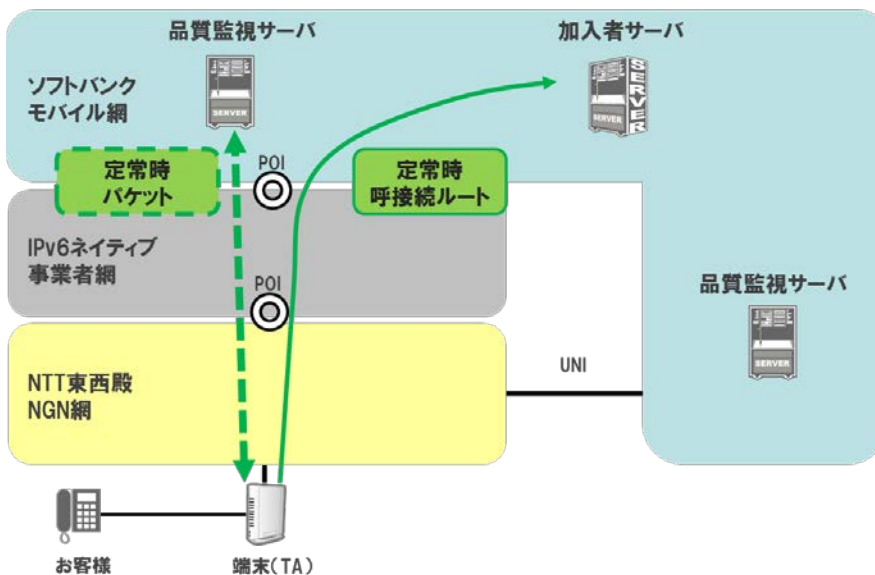 品質監視サーバ
加入者サーバ
ソフトバンク
モバイル網
SERVER
SERVER
定常時
パケット
POI
定常時
呼接続ルート
IPv6ネイティブ
事業者網
POI
品質監視サーバ
SERVER
NTT東西殿
NGN網
UNI
お客様
端末(TA)